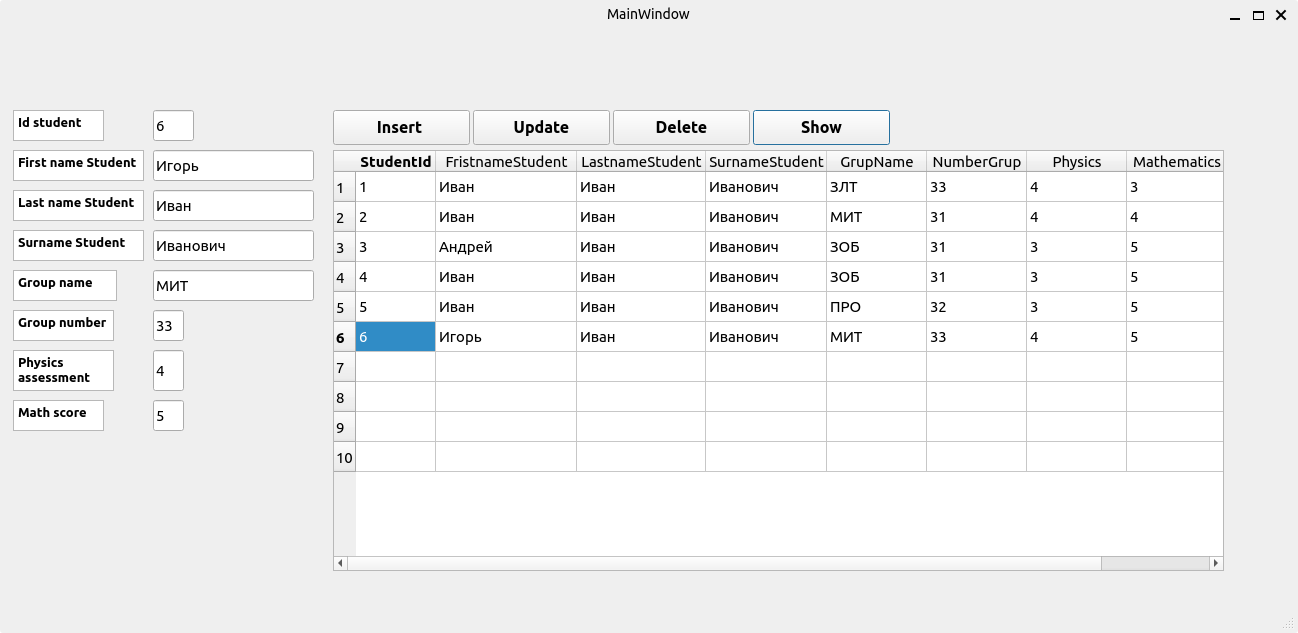 MainWindow
Id student 6
First name Student Игорь
Last name Student Иван
Surname Student Иванович
Group name МИТ
Group number 33
Physics
assessment 4
Math score 5
Insert Update Delete Show
StudentId FristnameStudent LastnameStudent SurnameStudent GrupName NumberGrup Physics Mathematics
1 1 Иван Иван Иванович ЗЛТ 33 4 3
2 2 Иван Иван Иванович МИТ 31 4 4
3 3 Андрей Иван Иванович ЗОБ 31 3 5
4 4 Иван Иван Иванович ЗОБ 31 3 5
5 5 Иван Иван Иванович ПРО 32 3 5
6 6 Игорь Иван Иванович МИТ 33 4 5
7
8
9
10